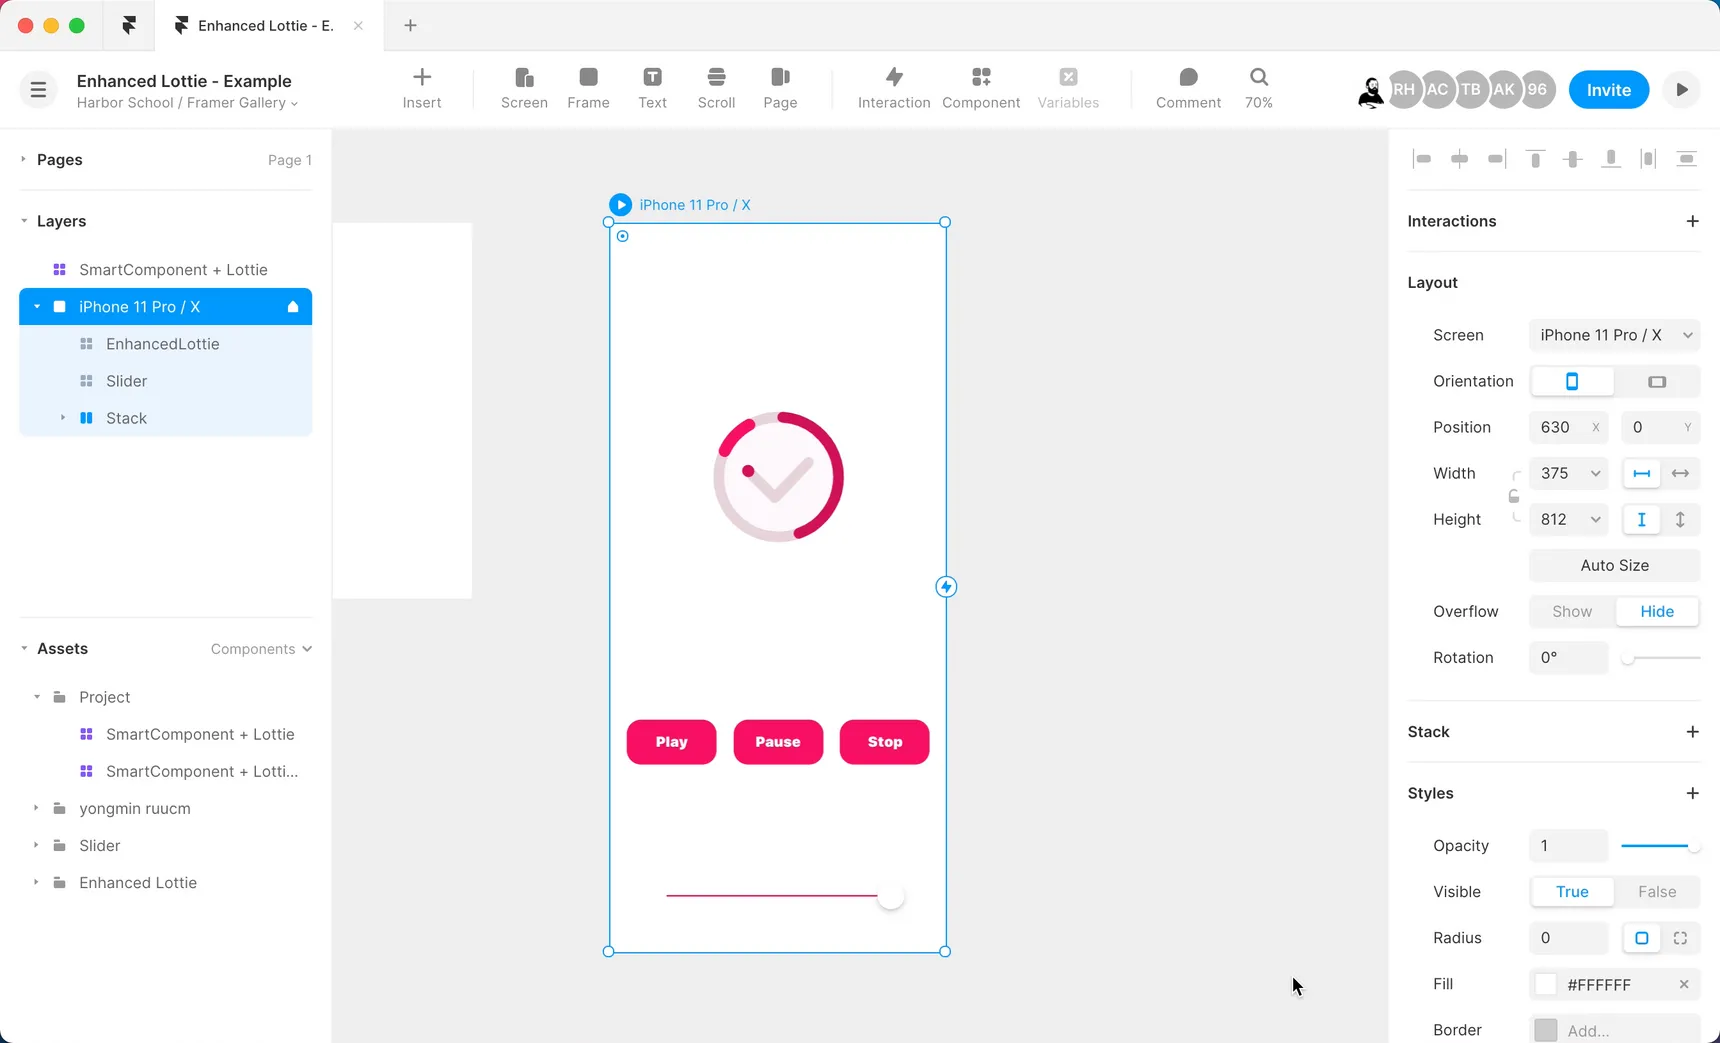 Enhanced Lottie - E.
Enhanced Lottie - Example
Harbor School / Framer Gallery
Insert
Screen
Frame
Text
Scroll
Page
Interaction
Component
Variables
Comment
70%
RH
AC
TB
AK
96
Invite
Pages
Page 1
Layers
SmartComponent + Lottie
iPhone 11 Pro / X
EnhancedLottie
Slider
Stack
Assets
Components
Project
SmartComponent + Lottie
SmartComponent + Lotti...
yongmin ruucm
Slider
Enhanced Lottie
iPhone 11 Pro / X
Play
Pause
Stop
Interactions
Layout
Screen
iPhone 11 Pro / X
Orientation
Position
630 X
0 Y
Width
375
Height
812
Auto Size
Overflow
Show
Hide
Rotation
0°
Stack
Styles
Opacity
1
Visible
True
False
Radius
0
Fill
#FFFFFF
Border
Add...